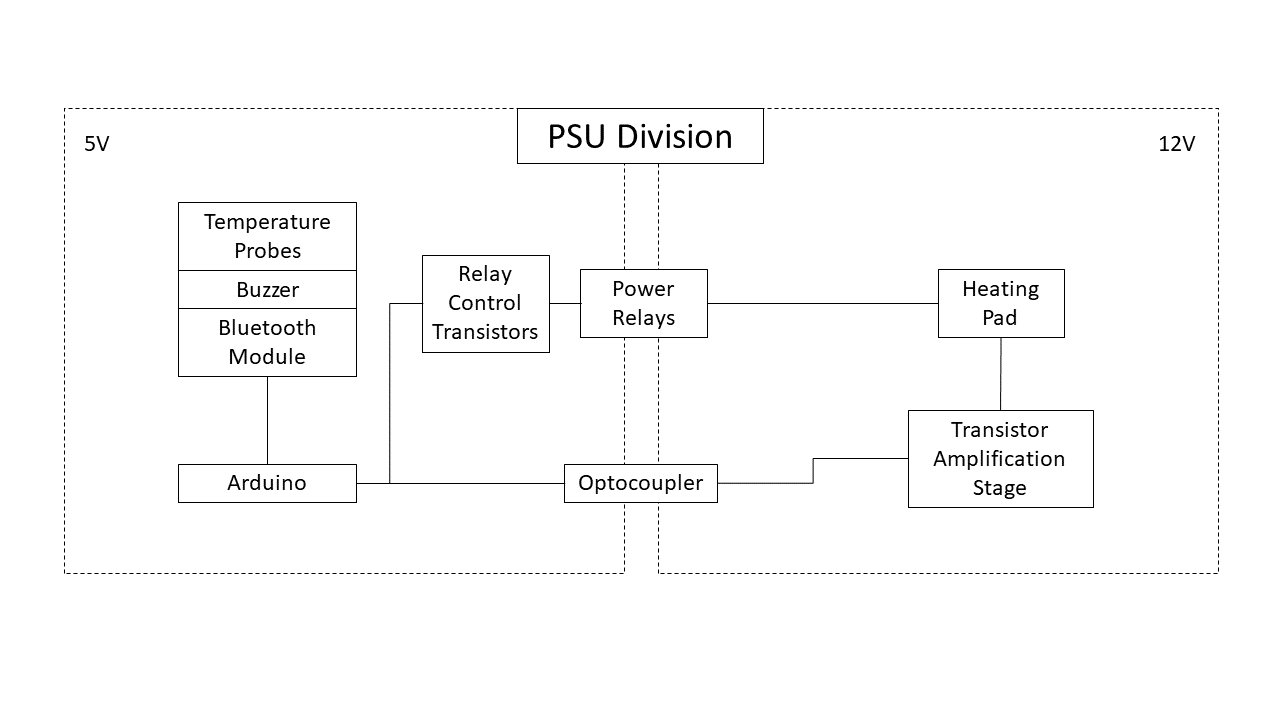 PSU Division
5V
12V
Temperature
Probes
Buzzer
Bluetooth
Module
Relay
Control
Transistors
Power
Relays
Heating
Pad
Arduino
Optocoupler
Transistor
Amplification
Stage